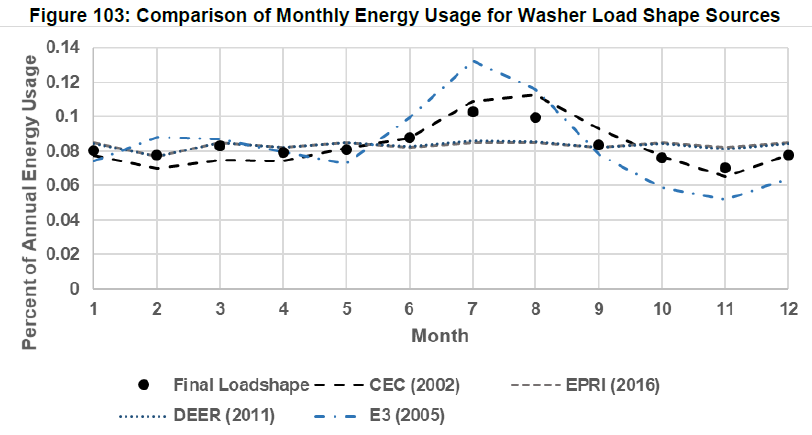 Figure 103: Comparison of Monthly Energy Usage for Washer Load Shape Sources
Percent of Annual Energy Usage
0.14
0.12
0.1
0.08
0.06
0.04
0.02
0
1 2 3 4 5 6 7 8 9 10 11 12
Month
Final Loadshape CEC (2002) EPRI (2016)
DEER (2011) E3 (2005)